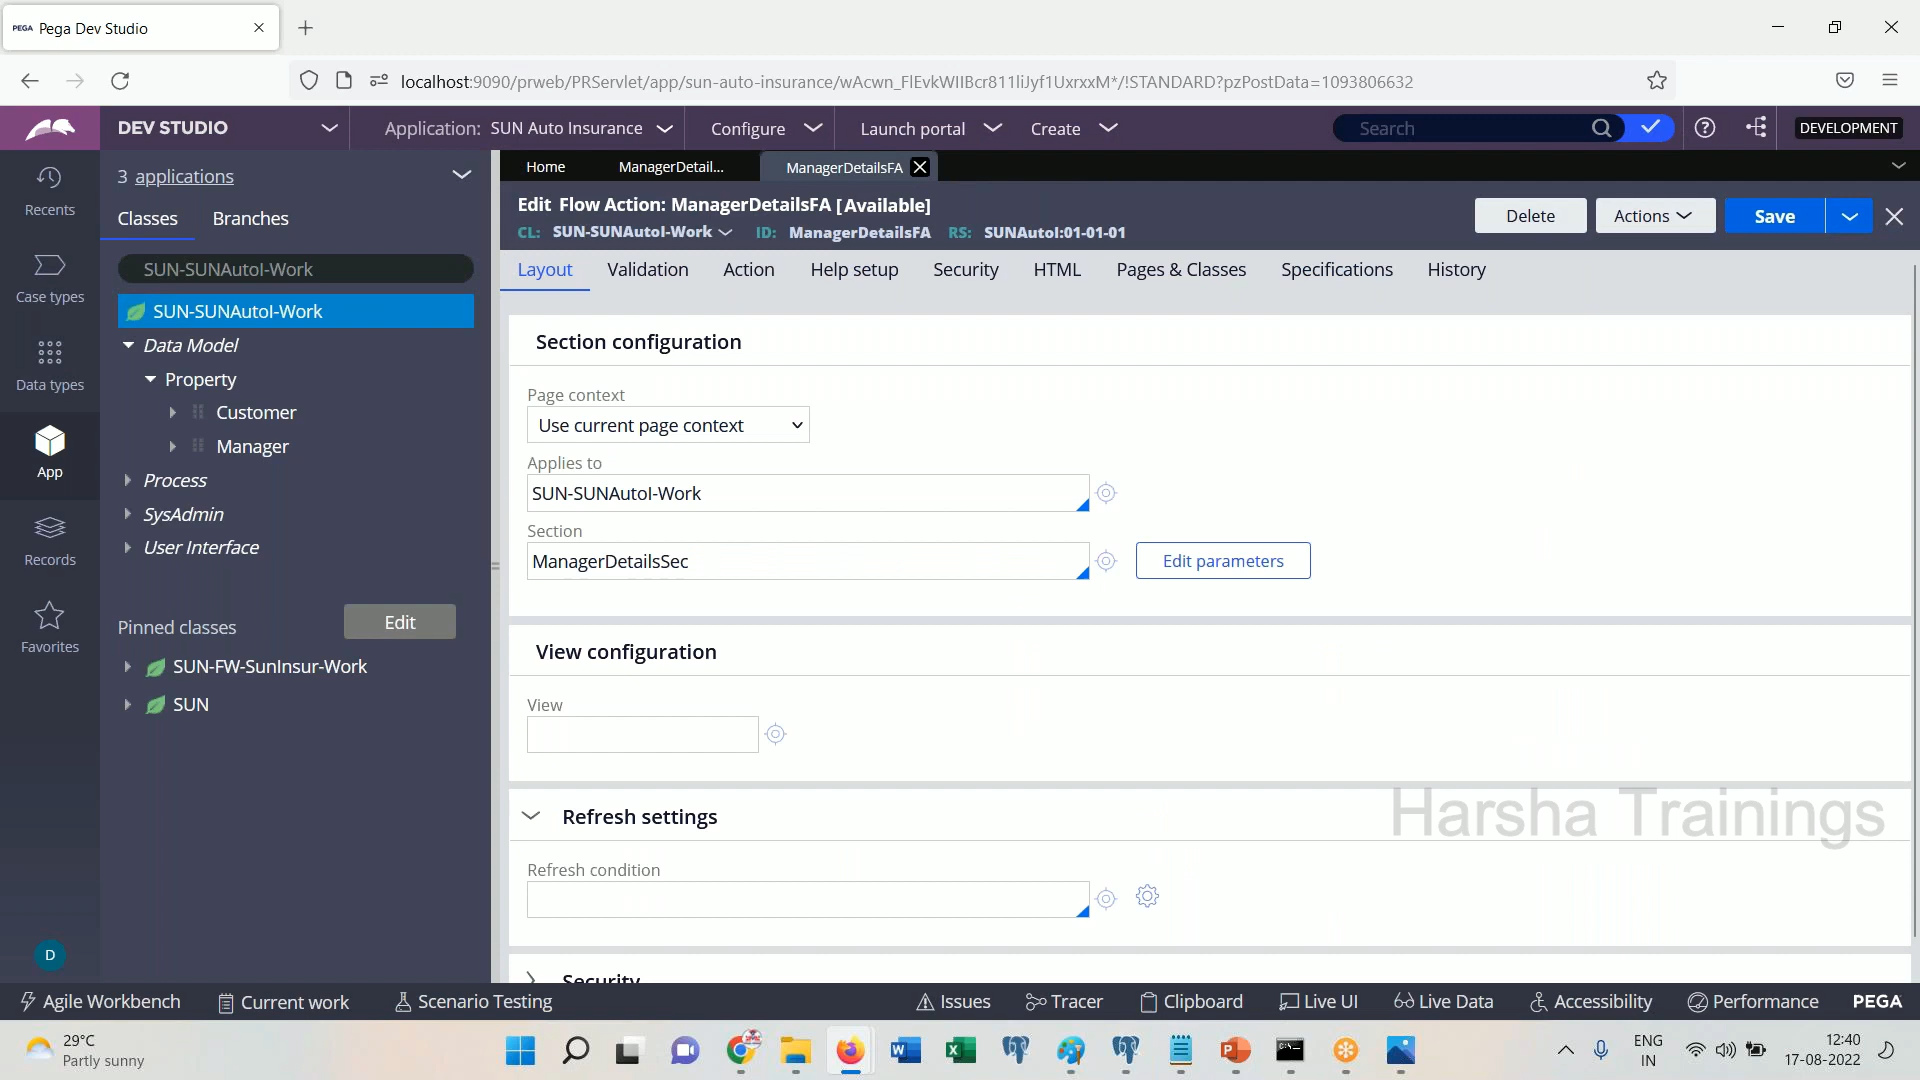 PEGA Pega Dev Studio
localhost:9090/prweb/PRServlet/app/sun-auto-insurance/wAcwn_FlEvkWIIBcr811liJyf1UxrxxM*/!STANDARD?pzPostData=1093806632
DEV STUDIO
Application: SUN Auto Insurance
Configure
Launch portal
Create
Search
DEVELOPMENT
Recents
Case types
Data types
App
Records
Favorites
D
3 applications
Classes
Branches
SUN-SUNAutoI-Work
SUN-SUNAutoI-Work
Data Model
Property
Customer
Manager
Process
SysAdmin
User Interface
Pinned classes
Edit
SUN-FW-SunInsur-Work
SUN
Home
ManagerDetail...
ManagerDetailsFA
Edit Flow Action: ManagerDetailsFA [Available]
CL: SUN-SUNAutoI-Work ID: ManagerDetailsFA RS: SUNAutoI:01-01-01
Delete
Actions
Save
Layout
Validation
Action
Help setup
Security
HTML
Pages & Classes
Specifications
History
Section configuration
Page context
Use current page context
Applies to
SUN-SUNAutoI-Work
Section
ManagerDetailsSec
Edit parameters
View configuration
View
Refresh settings
Harsha Trainings
Refresh condition
Security
Agile Workbench
Current work
Scenario Testing
Issues
Tracer
Clipboard
Live UI
Live Data
Accessibility
Performance
PEGA
29°C
Partly sunny
ENG
IN
12:40
17-08-2022